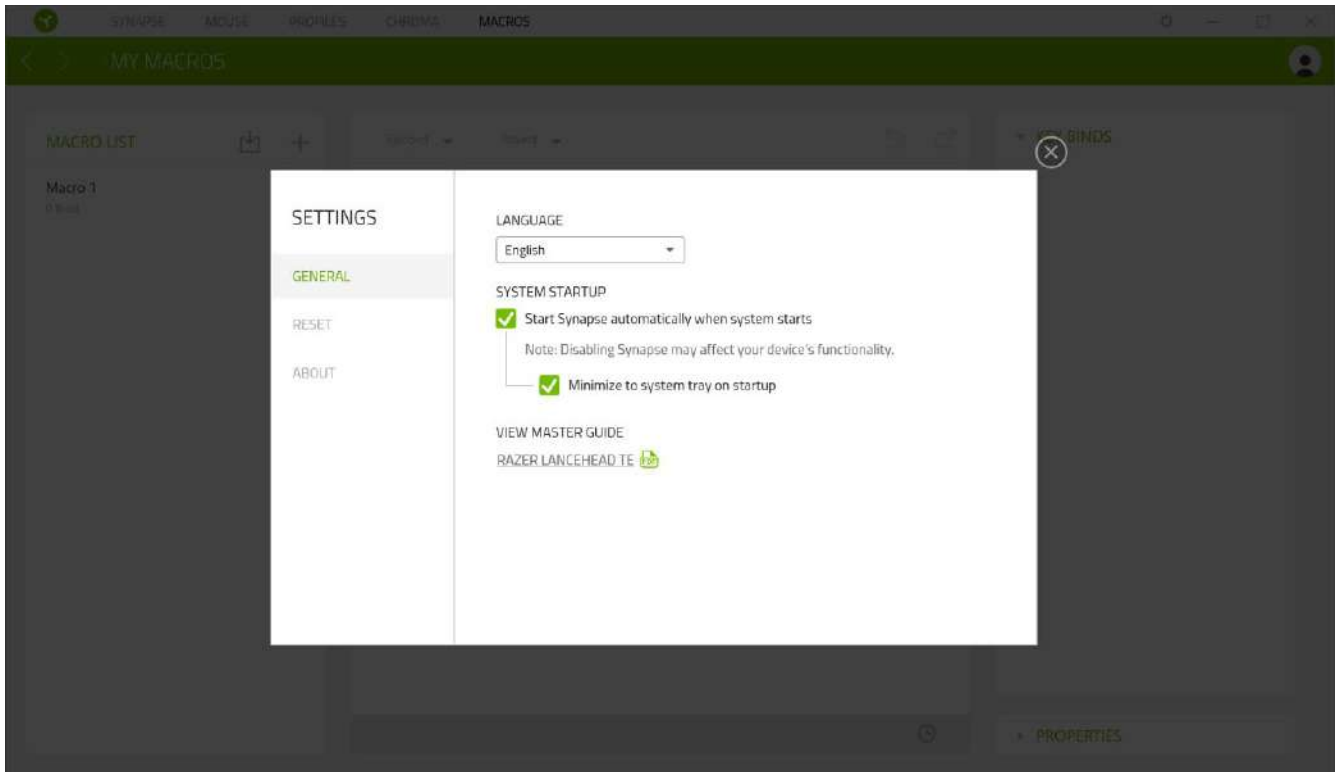 SYNAPSE MOUSE PROFILES CHROMA MACROS
MY MACROS
MACRO LIST
Macro 1
KEY BINDS
SETTINGS
GENERAL
RESET
ABOUT
LANGUAGE
English
SYSTEM STARTUP
Start Synapse automatically when system starts
Note: Disabling Synapse may affect your device's functionality.
Minimize to system tray on startup
VIEW MASTER GUIDE
RAZER LANCEHEAD TE
PROPERTIES